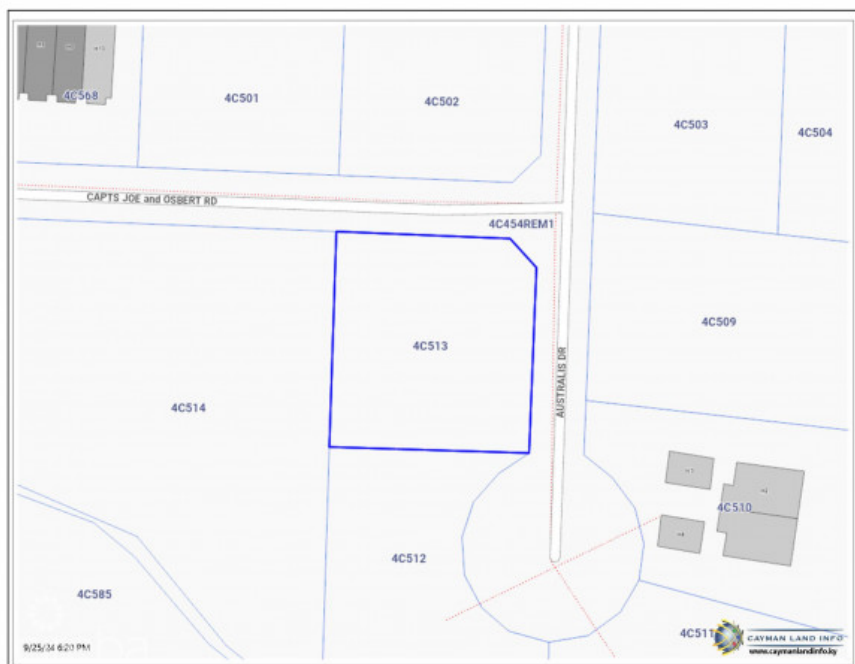 4C568
4C501
4C502
4C503
4C504
CAPTS JOE and OSBERT RD
4C454REM1
4C509
4C513
AUSTRALIS DR
4C514
4C510
4C512
4C585
4C511
9/25/24 6:20 PM
CAYMAN LAND INFO
www.caymanlandinfo.ky